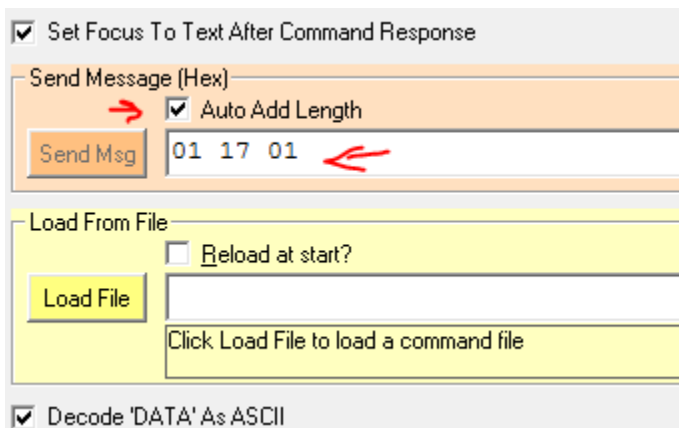 Set Focus To Text After Command Response
Send Message (Hex)
Auto Add Length
Send Msg
01 17 01
Load From File
Reload at start?
Load File
Click Load File to load a command file
Decode 'DATA' As ASCII